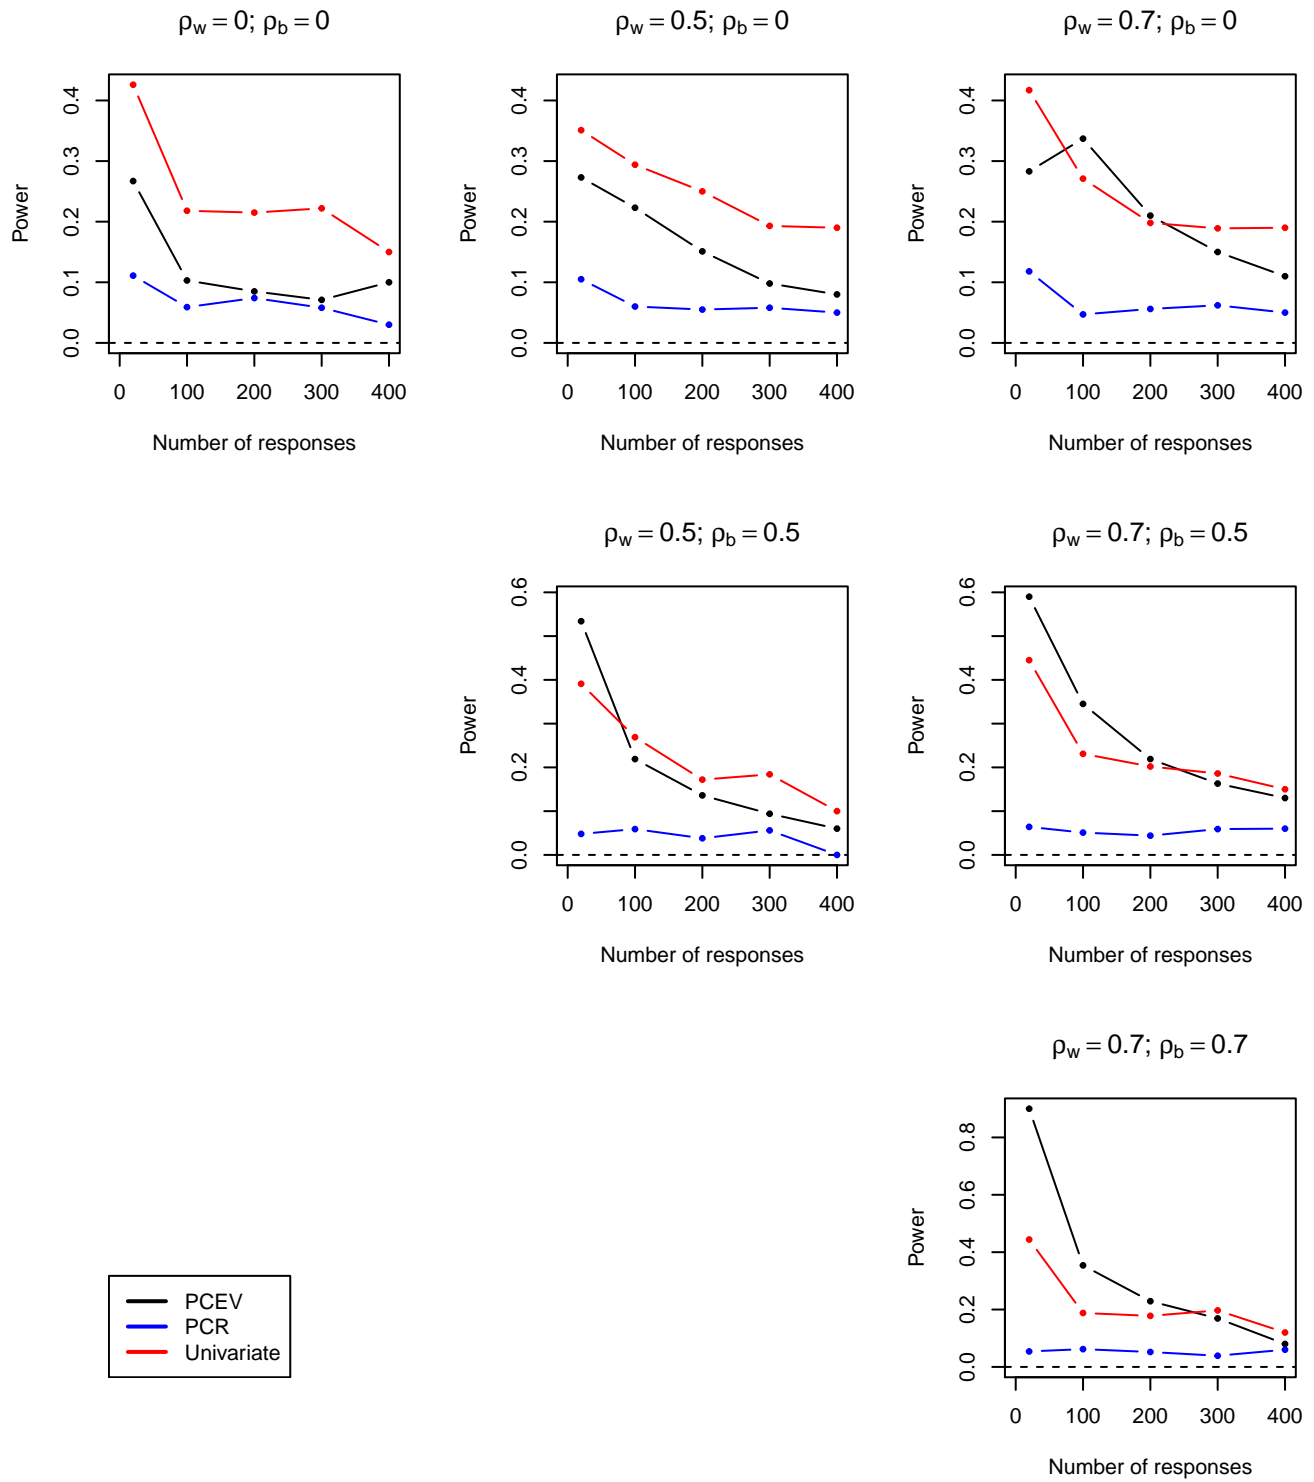 ρw = 0; ρb = 0
ρw = 0.5; ρb = 0
ρw = 0.7; ρb = 0
Power
0.0 0.1 0.2 0.3 0.4
0 100 200 300 400
Number of responses
Power
0.0 0.1 0.2 0.3 0.4
0 100 200 300 400
Number of responses
Power
0.0 0.1 0.2 0.3 0.4
0 100 200 300 400
Number of responses
ρw = 0.5; ρb = 0.5
ρw = 0.7; ρb = 0.5
Power
0.0 0.2 0.4 0.6
0 100 200 300 400
Number of responses
Power
0.0 0.2 0.4 0.6
0 100 200 300 400
Number of responses
ρw = 0.7; ρb = 0.7
Power
0.0 0.2 0.4 0.6 0.8
0 100 200 300 400
Number of responses
PCEV
PCR
Univariate